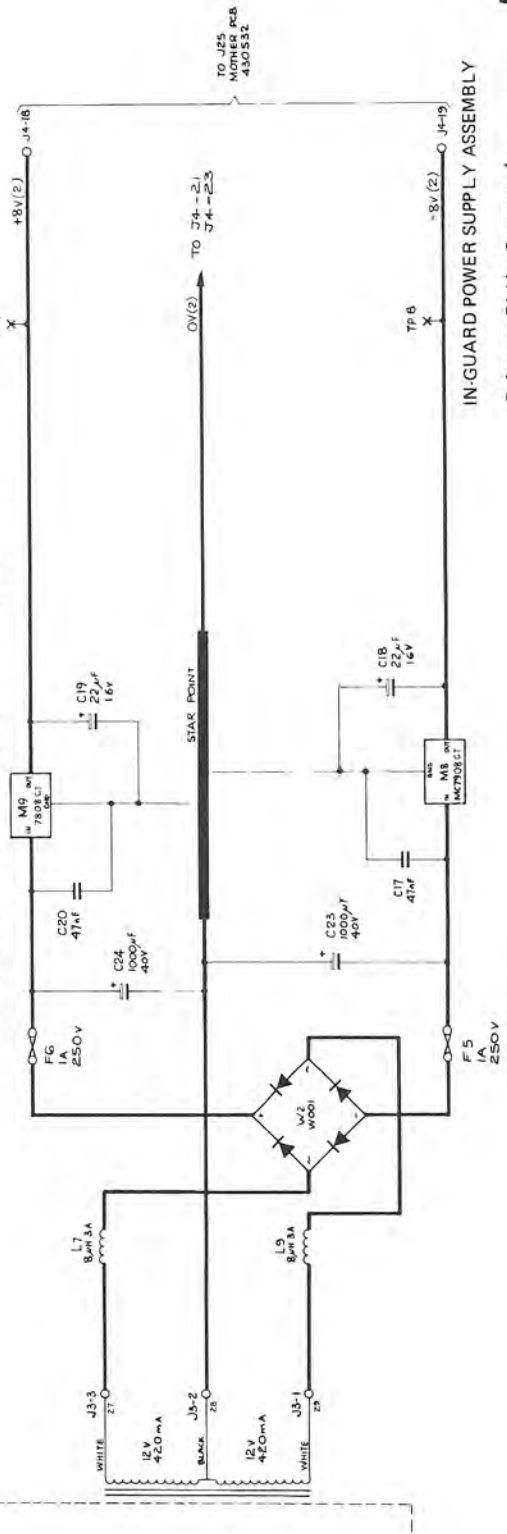 WHITE
J3-3
27
12V
420mA
BLACK
J3-2
28
12V
420mA
WHITE
J3-1
29
L7
8µH 3A
L9
8µH 3A
W2
W001
+
~
~
-
F6
1A
250V
F5
1A
250V
+
C24
1000µF
40V
+
C23
1000µF
40V
C20
47nF
C17
47nF
M9
7808CT
IN
OUT
GND
GND
M8
MC7908CT
IN
OUT
+
C19
22µF
16V
+
C18
22µF
16V
STAR POINT
0V(2)
TO J4-21
J4-23
TP8
+8V(2)
J4-18
-8V(2)
J4-19
TO J25
MOTHER PCB
430532
IN-GUARD POWER SUPPLY ASSEMBLY